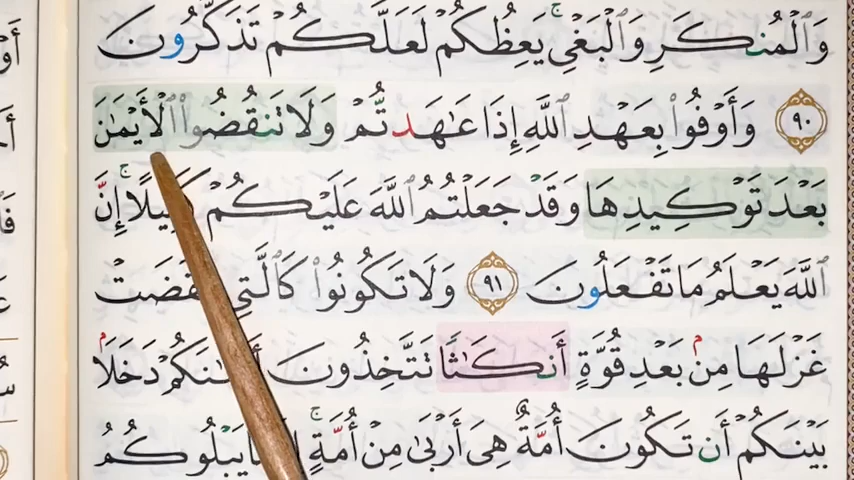 وَٱلْمُنكَرِ وَٱلْبَغْىِ ۚ يَعِظُكُمْ لَعَلَّكُمْ تَذَكَّرُونَ
٩٠ وَأَوْفُوا۟ بِعَهْدِ ٱللَّهِ إِذَا عَـٰهَدتُّمْ وَلَا تَنقُضُوا۟ ٱلْأَيْمَـٰنَ
بَعْدَ تَوْكِيدِهَا وَقَدْ جَعَلْتُمُ ٱللَّهَ عَلَيْكُمْ كَفِيلًا ۚ إِنَّ
ٱللَّهَ يَعْلَمُ مَا تَفْعَلُونَ ٩١ وَلَا تَكُونُوا۟ كَٱلَّتِى نَقَضَتْ
غَزْلَهَا مِنۢ بَعْدِ قُوَّةٍ أَنكَـٰثًا تَتَّخِذُونَ أَيْمَـٰنَكُمْ دَخَلًۢا
بَيْنَكُمْ أَن تَكُونَ أُمَّةٌ هِىَ أَرْبَىٰ مِنْ أُمَّةٍ ۚ إِنَّمَا يَبْلُوكُمُ